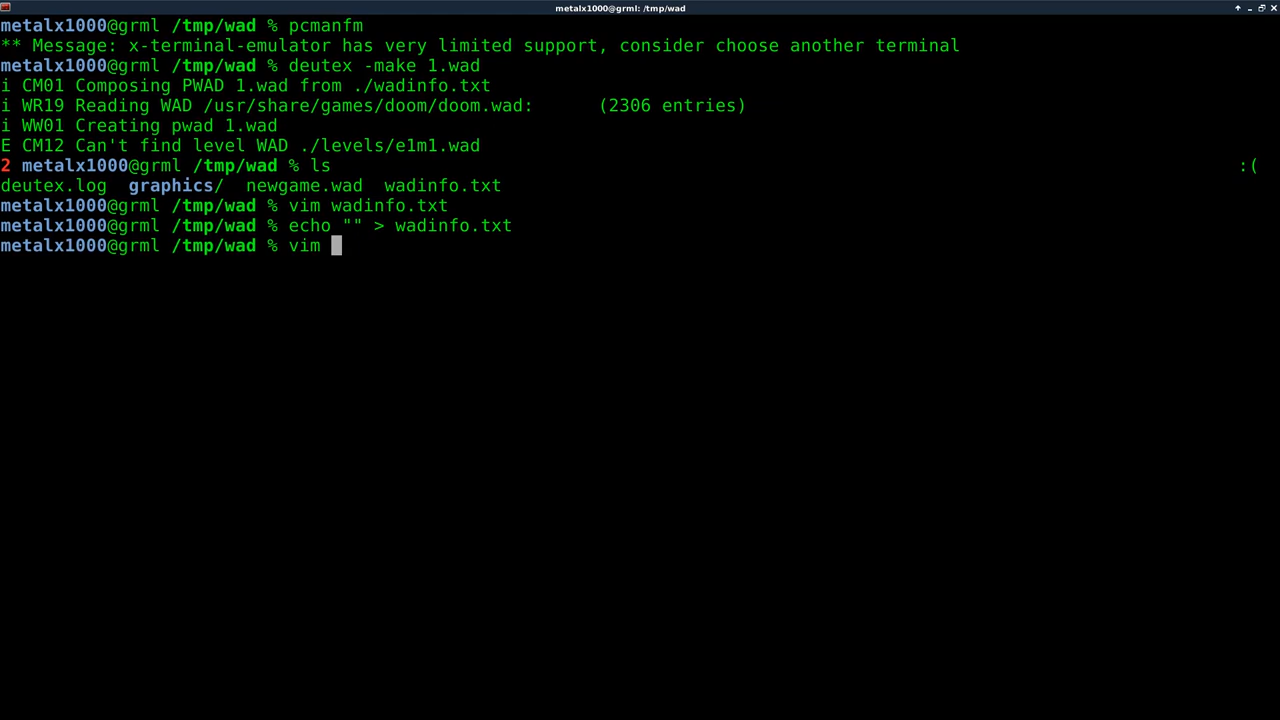 metalx1000@grml: /tmp/wad
metalx1000@grml /tmp/wad % pcmanfm
** Message: x-terminal-emulator has very limited support, consider choose another terminal
metalx1000@grml /tmp/wad % deutex -make 1.wad
i CM01 Composing PWAD 1.wad from ./wadinfo.txt
i WR19 Reading WAD /usr/share/games/doom/doom.wad:      (2306 entries)
i WW01 Creating pwad 1.wad
E CM12 Can't find level WAD ./levels/e1m1.wad
2 metalx1000@grml /tmp/wad % ls :(
deutex.log  graphics/  newgame.wad  wadinfo.txt
metalx1000@grml /tmp/wad % vim wadinfo.txt
metalx1000@grml /tmp/wad % echo "" > wadinfo.txt
metalx1000@grml /tmp/wad % vim